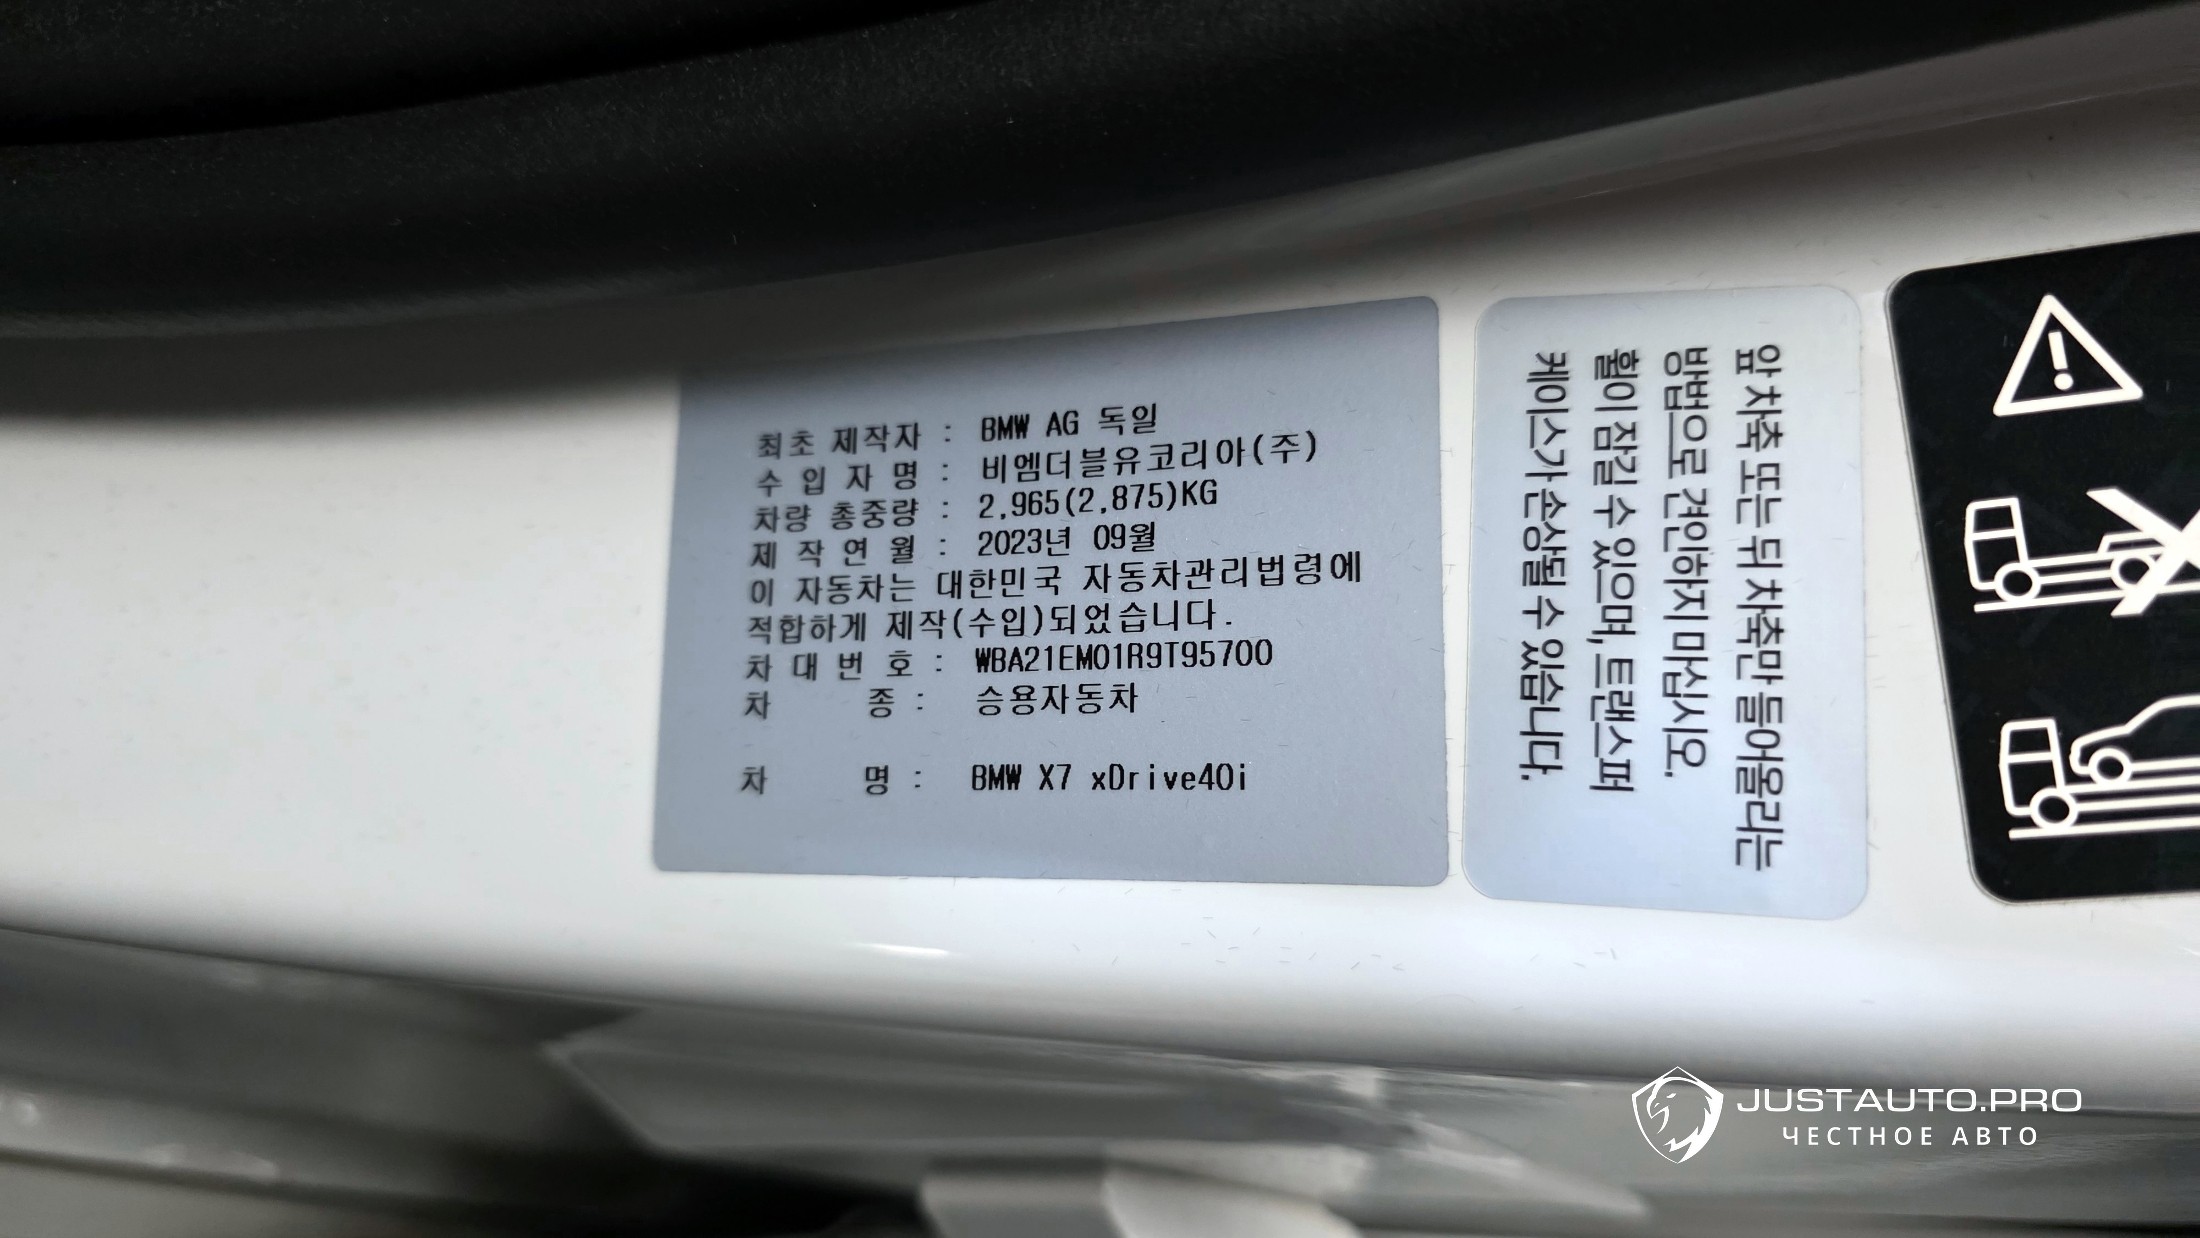 최초 제작자 : BMW AG 독일
수 입 자 명 : 비엠더블유코리아(주)
차량 총중량 : 2,965(2,875)KG
제 작 연 월 : 2023년 09월
이 자동차는 대한민국 자동차관리법령에
적합하게 제작(수입)되었습니다.
차 대 번 호 : WBA21EM01R9T95700
차 종 : 승용자동차
차 명 : BMW X7 xDrive40i
앞 차축 또는 뒤 차축만 들어올리는
방법으로 견인하지 마십시오.
휠이 잠길 수 있으며, 트랜스퍼
케이스가 손상될 수 있습니다.
JUSTAUTO.PRO
ЧЕСТНОЕ АВТО